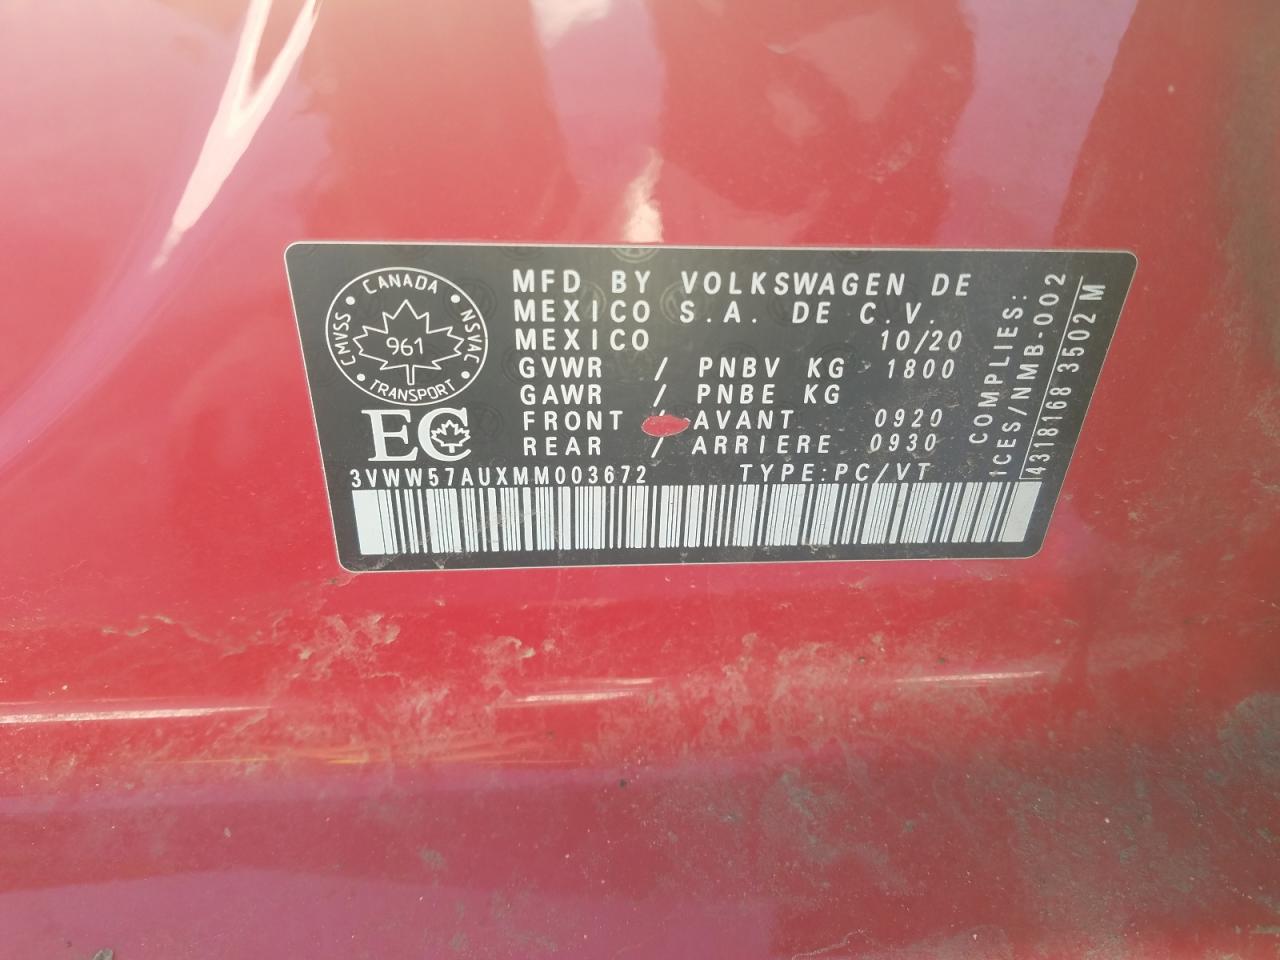 CANADA
CMVSS
NSVAC
961
TRANSPORT
EC
MFD BY VOLKSWAGEN DE
MEXICO S.A. DE C.V.
MEXICO 10/20
GVWR / PNBV KG 1800
GAWR / PNBE KG
FRONT / AVANT 0920
REAR / ARRIERE 0930
3VWW57AUXMM003672 TYPE:PC/VT
COMPLIES:
ICES/NMB-002
4318168 3502 M